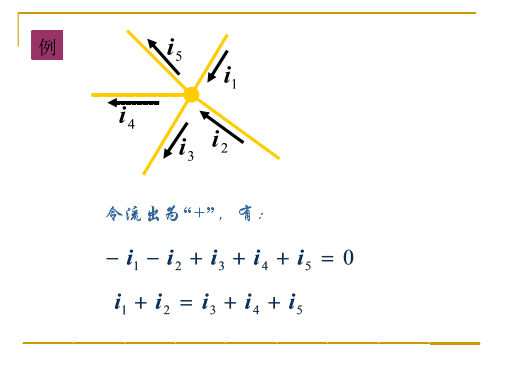 例
i₅
i₁
i₄
i₃
i₂
令流出为“+”，有：
− i₁ − i₂ + i₃ + i₄ + i₅ = 0
i₁ + i₂ = i₃ + i₄ + i₅